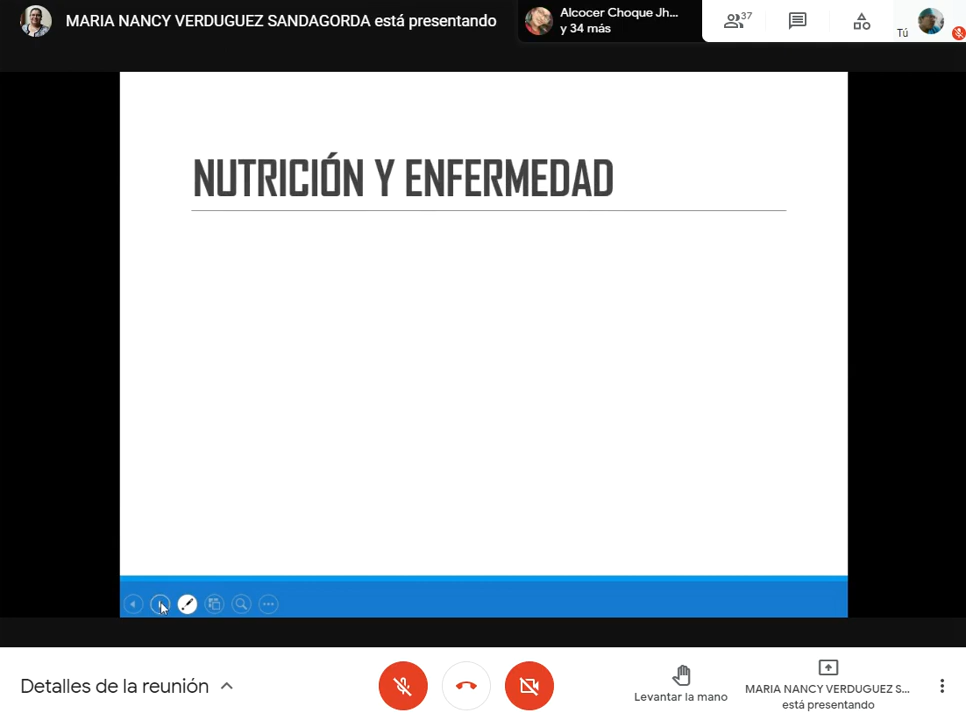 MARIA NANCY VERDUGUEZ SANDAGORDA está presentando
Alcocer Choque Jh...
y 34 más
37
Tú
NUTRICIÓN Y ENFERMEDAD
Detalles de la reunión
Levantar la mano
MARIA NANCY VERDUGUEZ S...
está presentando